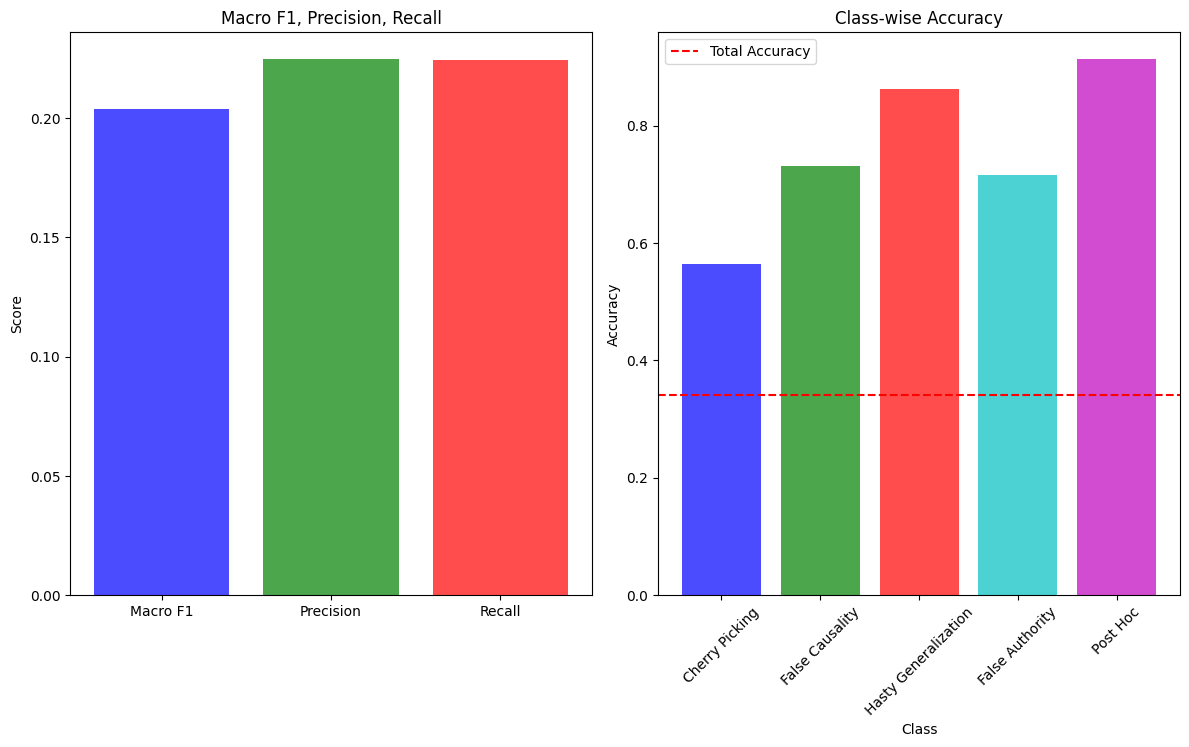 Macro F1, Precision, Recall
Score
0.20
0.15
0.10
0.05
0.00
Macro F1
Precision
Recall
Class-wise Accuracy
Total Accuracy
Accuracy
0.8
0.6
0.4
0.2
0.0
Cherry Picking
False Causality
Hasty Generalization
False Authority
Post Hoc
Class